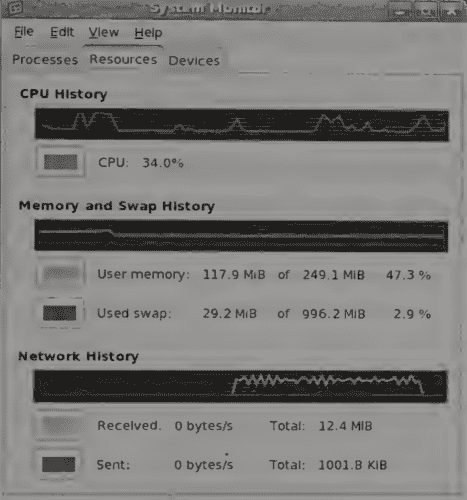 System Monitor
File Edit View Help
Processes Resources Devices
CPU History
CPU: 34.0%
Memory and Swap History
User memory: 117.9 MiB of 249.1 MiB 47.3 %
Used swap: 29.2 MiB of 996.2 MiB 2.9 %
Network History
Received. 0 bytes/s Total: 12.4 MIB
Sent: 0 bytes/s Total: 1001.8 KIB